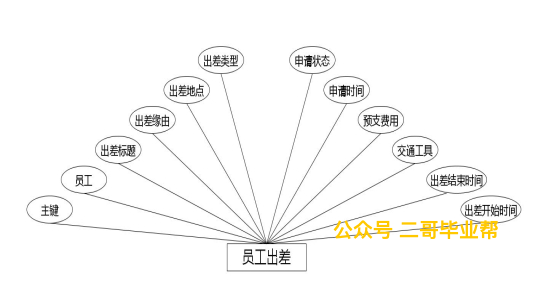 出差类型
申请状态
出差地点
申请时间
出差缘由
预支费用
出差标题
交通工具
员工
出差结束时间
主键
出差开始时间
公众号 二哥毕业帮
员工出差